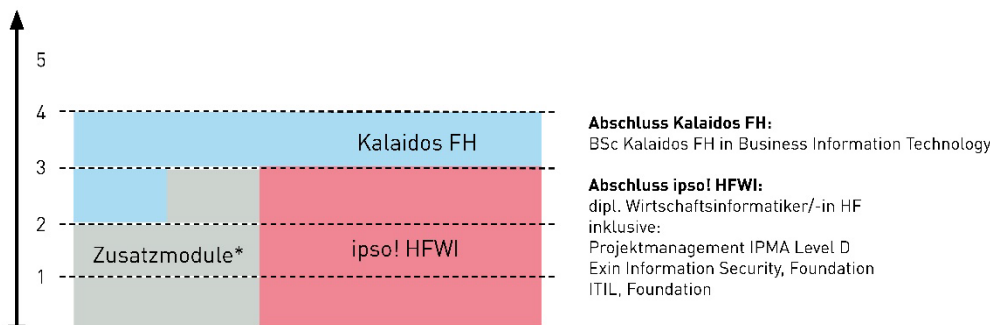 5
4
Kalaidos FH
3
2
Zusatzmodule*
ipso! HFWI
1
Abschluss Kalaidos FH:
BSc Kalaidos FH in Business Information Technology
Abschluss ipso! HFWI:
dipl. Wirtschaftsinformatiker/-in HF
inklusive:
Projektmanagement IPMA Level D
Exin Information Security, Foundation
ITIL, Foundation